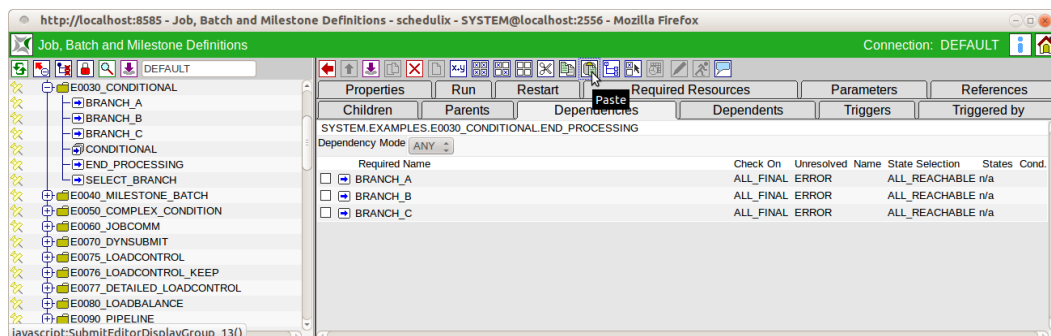 http://localhost:8585 - Job, Batch and Milestone Definitions - schedulix - SYSTEM@localhost:2556 - Mozilla Firefox
Job, Batch and Milestone Definitions
Connection: DEFAULT
DEFAULT
E0030_CONDITIONAL
BRANCH_A
BRANCH_B
BRANCH_C
CONDITIONAL
END_PROCESSING
SELECT_BRANCH
E0040_MILESTONE_BATCH
E0050_COMPLEX_CONDITION
E0060_JOBCOMM
E0070_DYNSUBMIT
E0075_LOADCONTROL
E0076_LOADCONTROL_KEEP
E0077_DETAILED_LOADCONTROL
E0080_LOADBALANCE
E0090_PIPELINE
javascript:SubmitEditorDisplayGroup_13()
x,y
Properties Run Restart Required Resources Parameters References
Paste
Children Parents Dependencies Dependents Triggers Triggered by
SYSTEM.EXAMPLES.E0030_CONDITIONAL.END_PROCESSING
Dependency Mode ANY
Required Name Check On Unresolved Name State Selection States Cond.
BRANCH_A ALL_FINAL ERROR ALL_REACHABLE n/a
BRANCH_B ALL_FINAL ERROR ALL_REACHABLE n/a
BRANCH_C ALL_FINAL ERROR ALL_REACHABLE n/a